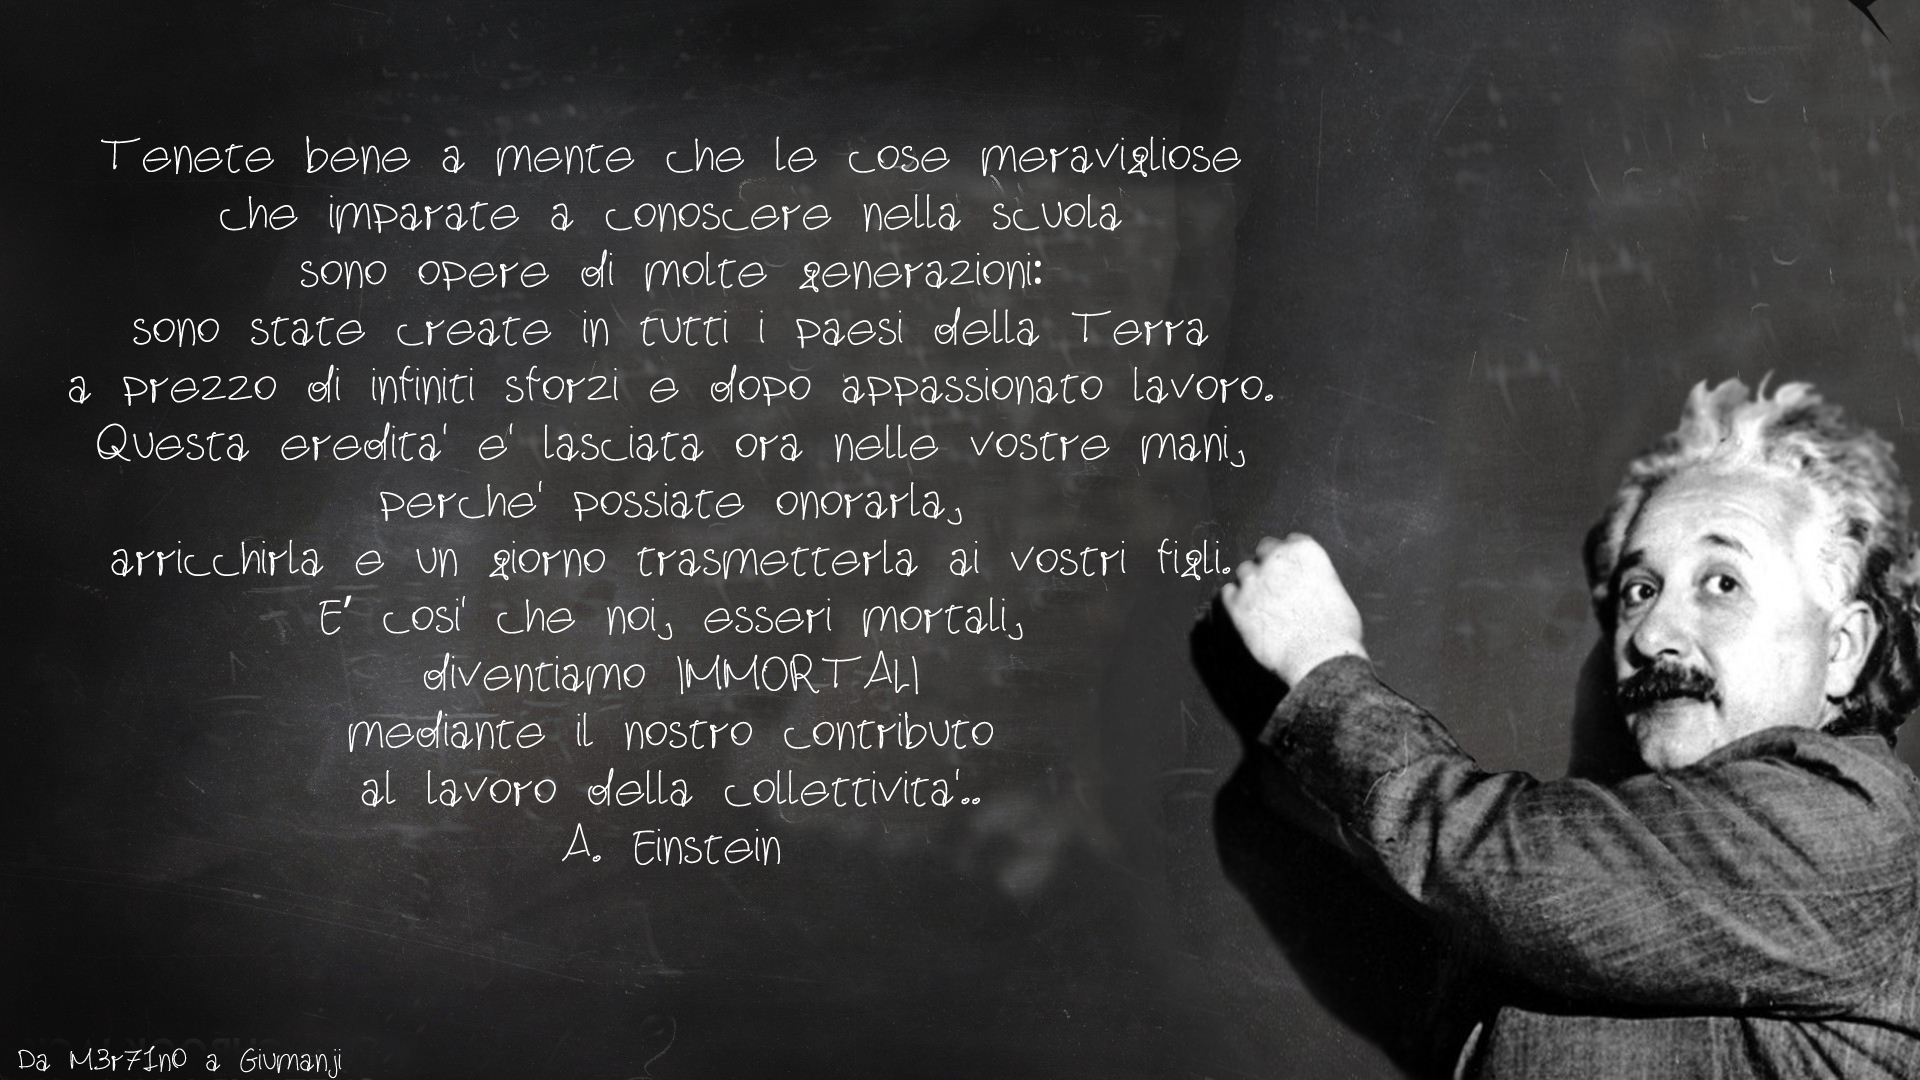 Tenete bene a mente che le cose meravigliose
che imparate a conoscere nella scuola
sono opere di molte generazioni:
sono state create in tutti i paesi della Terra
a prezzo di infiniti sforzi e dopo appassionato lavoro.
Questa eredita' e' lasciata ora nelle vostre mani,
perche' possiate onorarla,
arricchirla e un giorno trasmetterla ai vostri figli.
E' cosi' che noi, esseri mortali,
diventiamo IMMORTALI
mediante il nostro contributo
al lavoro della collettivita'..
A. Einstein
Da M3r71n0 a Giumanji